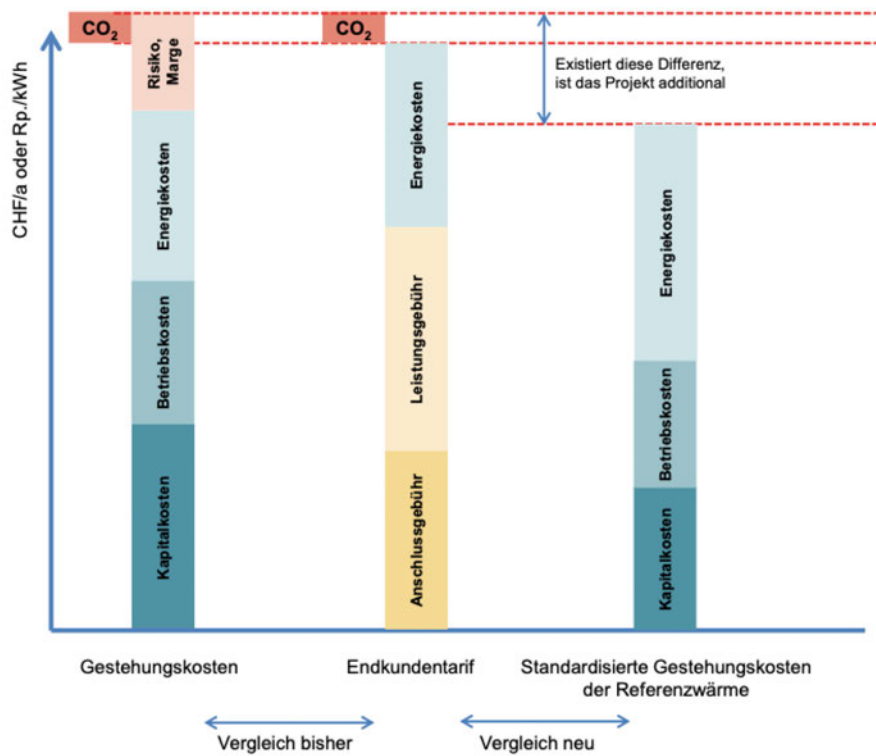 CHF/a oder Rp./kWh
CO2
Risiko,
Marge
Energiekosten
Betriebskosten
Kapitalkosten
CO2
Energiekosten
Leistungsgebühr
Anschlussgebühr
Existiert diese Differenz,
ist das Projekt additional
Energiekosten
Betriebskosten
Kapitalkosten
Gestehungskosten
Endkundentarif
Standardisierte Gestehungskosten
der Referenzwärme
Vergleich bisher
Vergleich neu